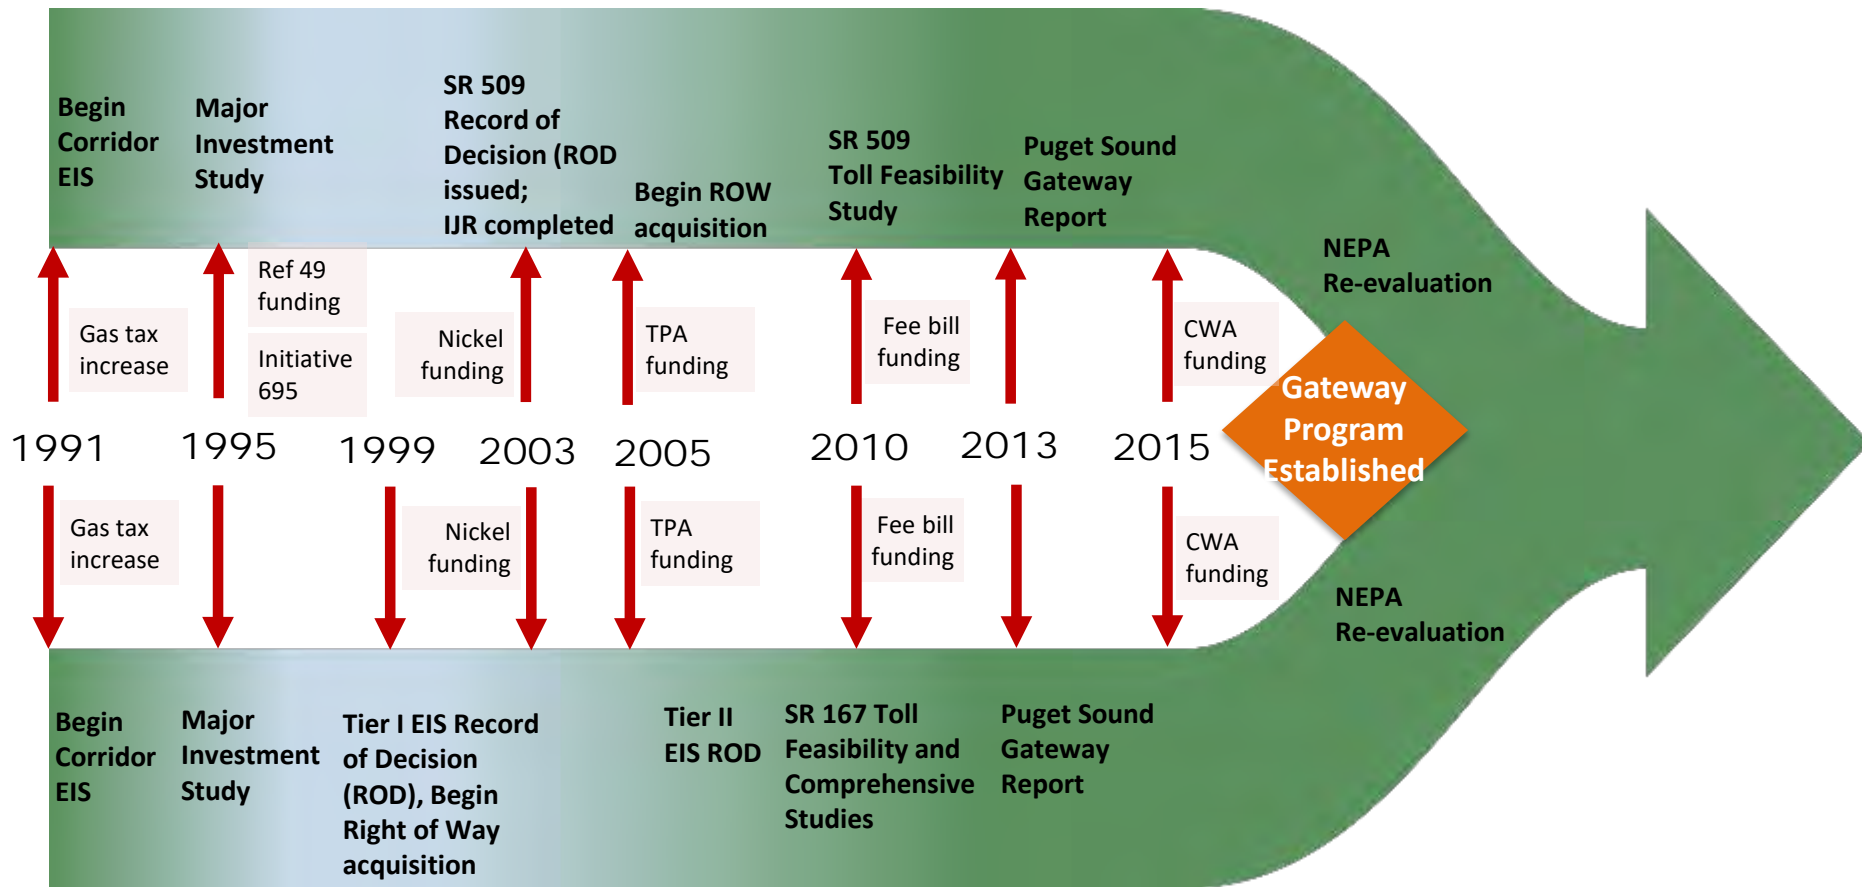 Begin
Corridor
EIS
Major
Investment
Study
SR 509
Record of
Decision (ROD
issued;
IJR completed
Begin ROW
acquisition
SR 509
Toll Feasibility
Study
Puget Sound
Gateway
Report
NEPA
Re-evaluation
Gas tax
increase
Ref 49
funding
Initiative
695
Nickel
funding
TPA
funding
Fee bill
funding
CWA
funding
1991
1995
1999
2003
2005
2010
2013
2015
Gateway
Program
Established
Gas tax
increase
Nickel
funding
TPA
funding
Fee bill
funding
CWA
funding
NEPA
Re-evaluation
Begin
Corridor
EIS
Major
Investment
Study
Tier I EIS Record
of Decision
(ROD), Begin
Right of Way
acquisition
Tier II
EIS ROD
SR 167 Toll
Feasibility and
Comprehensive
Studies
Puget Sound
Gateway
Report